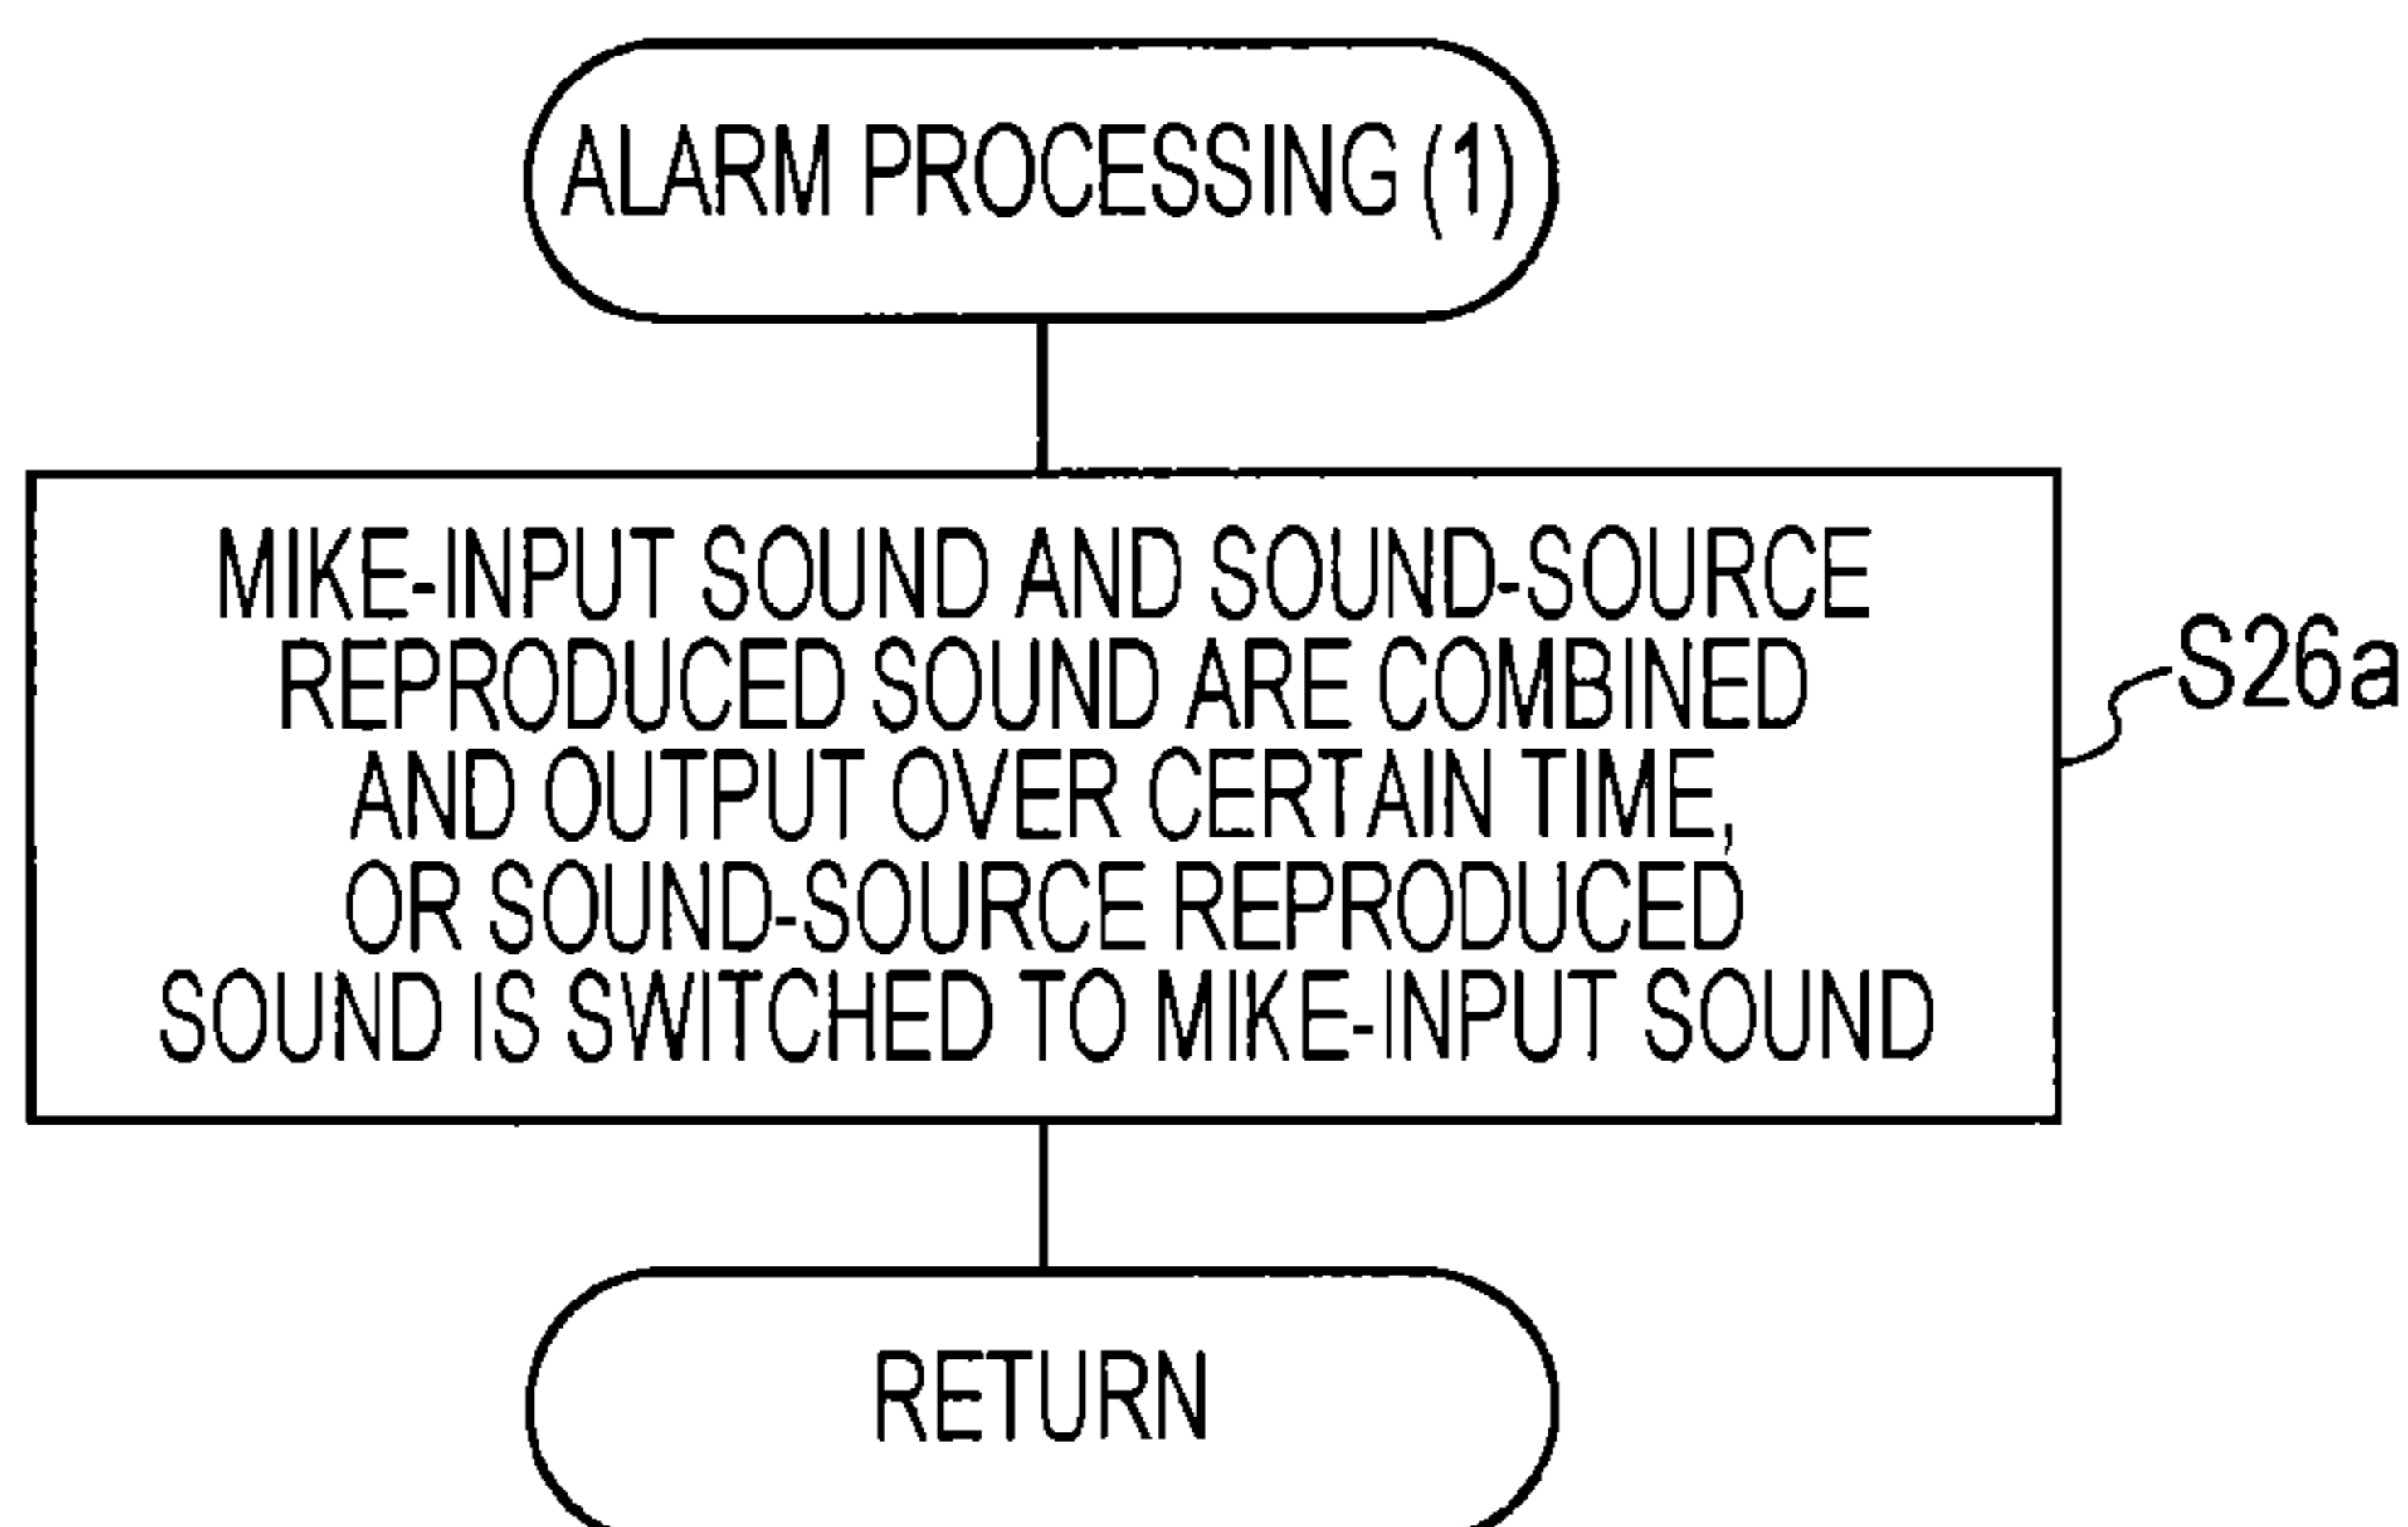 ALARM PROCESSING (1)
MIKE-INPUT SOUND AND SOUND-SOURCE
REPRODUCED SOUND ARE COMBINED
AND OUTPUT OVER CERTAIN TIME,
OR SOUND-SOURCE REPRODUCED
SOUND IS SWITCHED TO MIKE-INPUT SOUND
S26a
RETURN